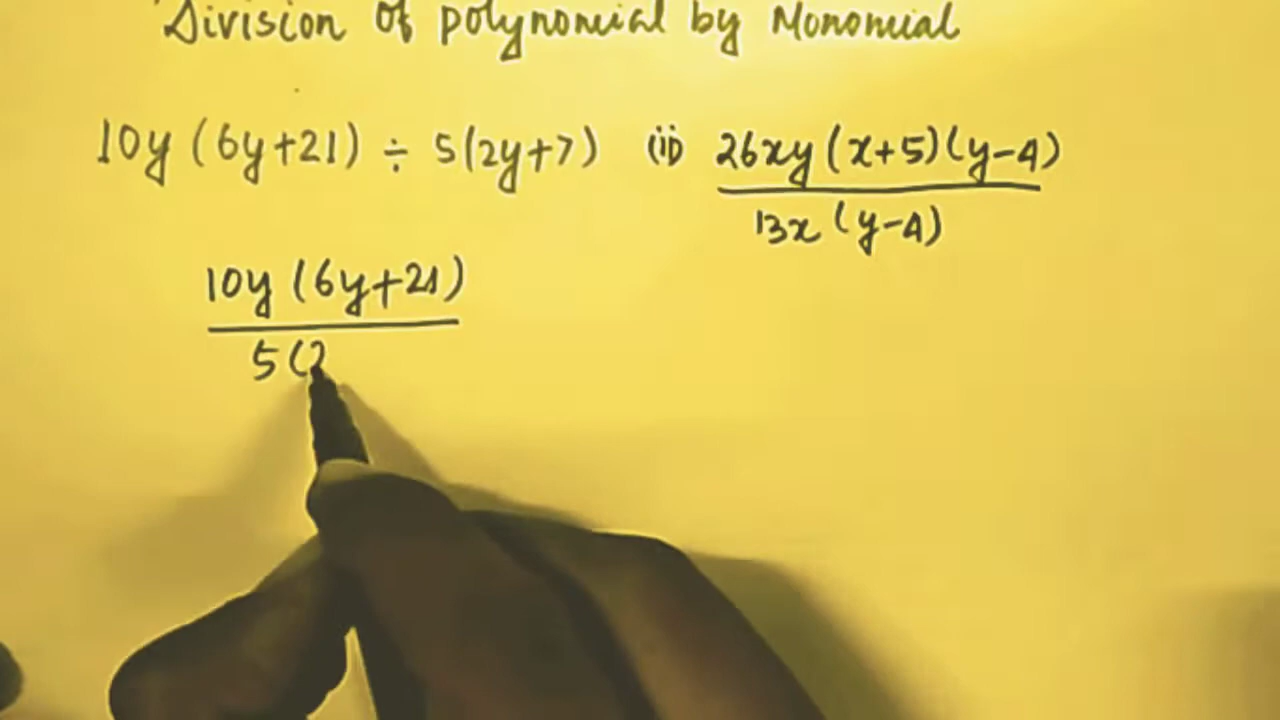 Division of polynomial by Monomial
10y (6y+21) ÷ 5(2y+7) (ii) 26xy (x+5)(y-4)
13x (y-4)
10y (6y+21)
5 (2